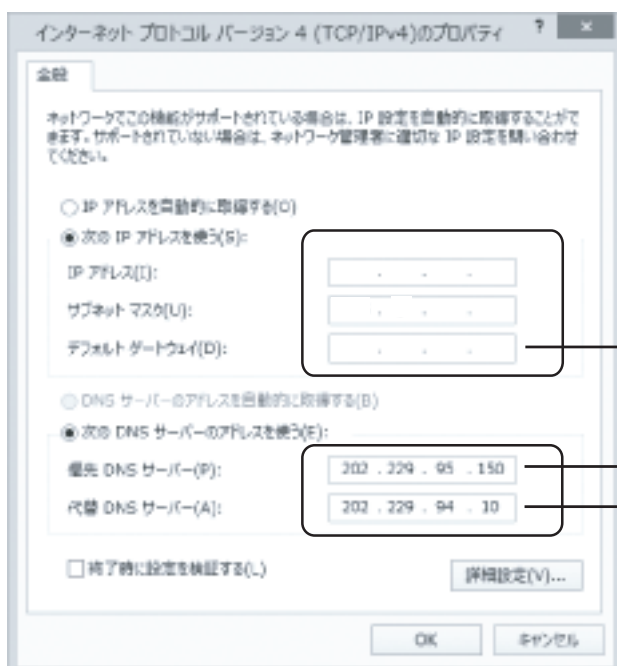 インターネット プロトコル バージョン 4 (TCP/IPv4)のプロパティ
?
×
全般
ネットワークでこの機能がサポートされている場合は、IP 設定を自動的に取得することがで
きます。サポートされていない場合は、ネットワーク管理者に適切な IP 設定を問い合わせ
てください。
IP アドレスを自動的に取得する(O)
次の IP アドレスを使う(S):
IP アドレス(I):
. . .
サブネット マスク(U):
. . .
デフォルト ゲートウェイ(D):
. . .
DNS サーバーのアドレスを自動的に取得する(B)
次の DNS サーバーのアドレスを使う(E):
優先 DNS サーバー(P):
202 . 229 . 95 . 150
代替 DNS サーバー(A):
202 . 229 . 94 . 10
終了時に設定を検証する(L)
詳細設定(V)...
OK
キャンセル